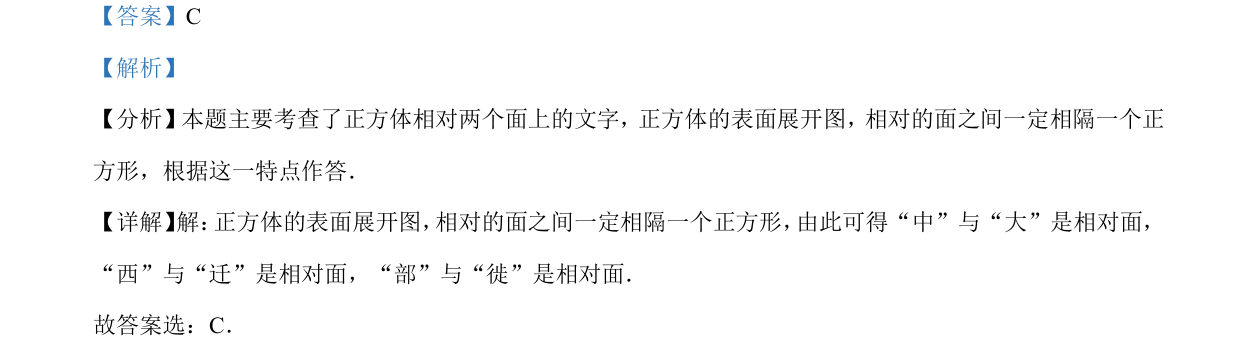 【答案】C
【解析】
【分析】本题主要考查了正方体相对两个面上的文字，正方体的表面展开图，相对的面之间一定相隔一个正
方形，根据这一特点作答．
【详解】解：正方体的表面展开图，相对的面之间一定相隔一个正方形，由此可得“中”与“大”是相对面，
“西”与“迁”是相对面，“部”与“徙”是相对面．
故答案选：C．